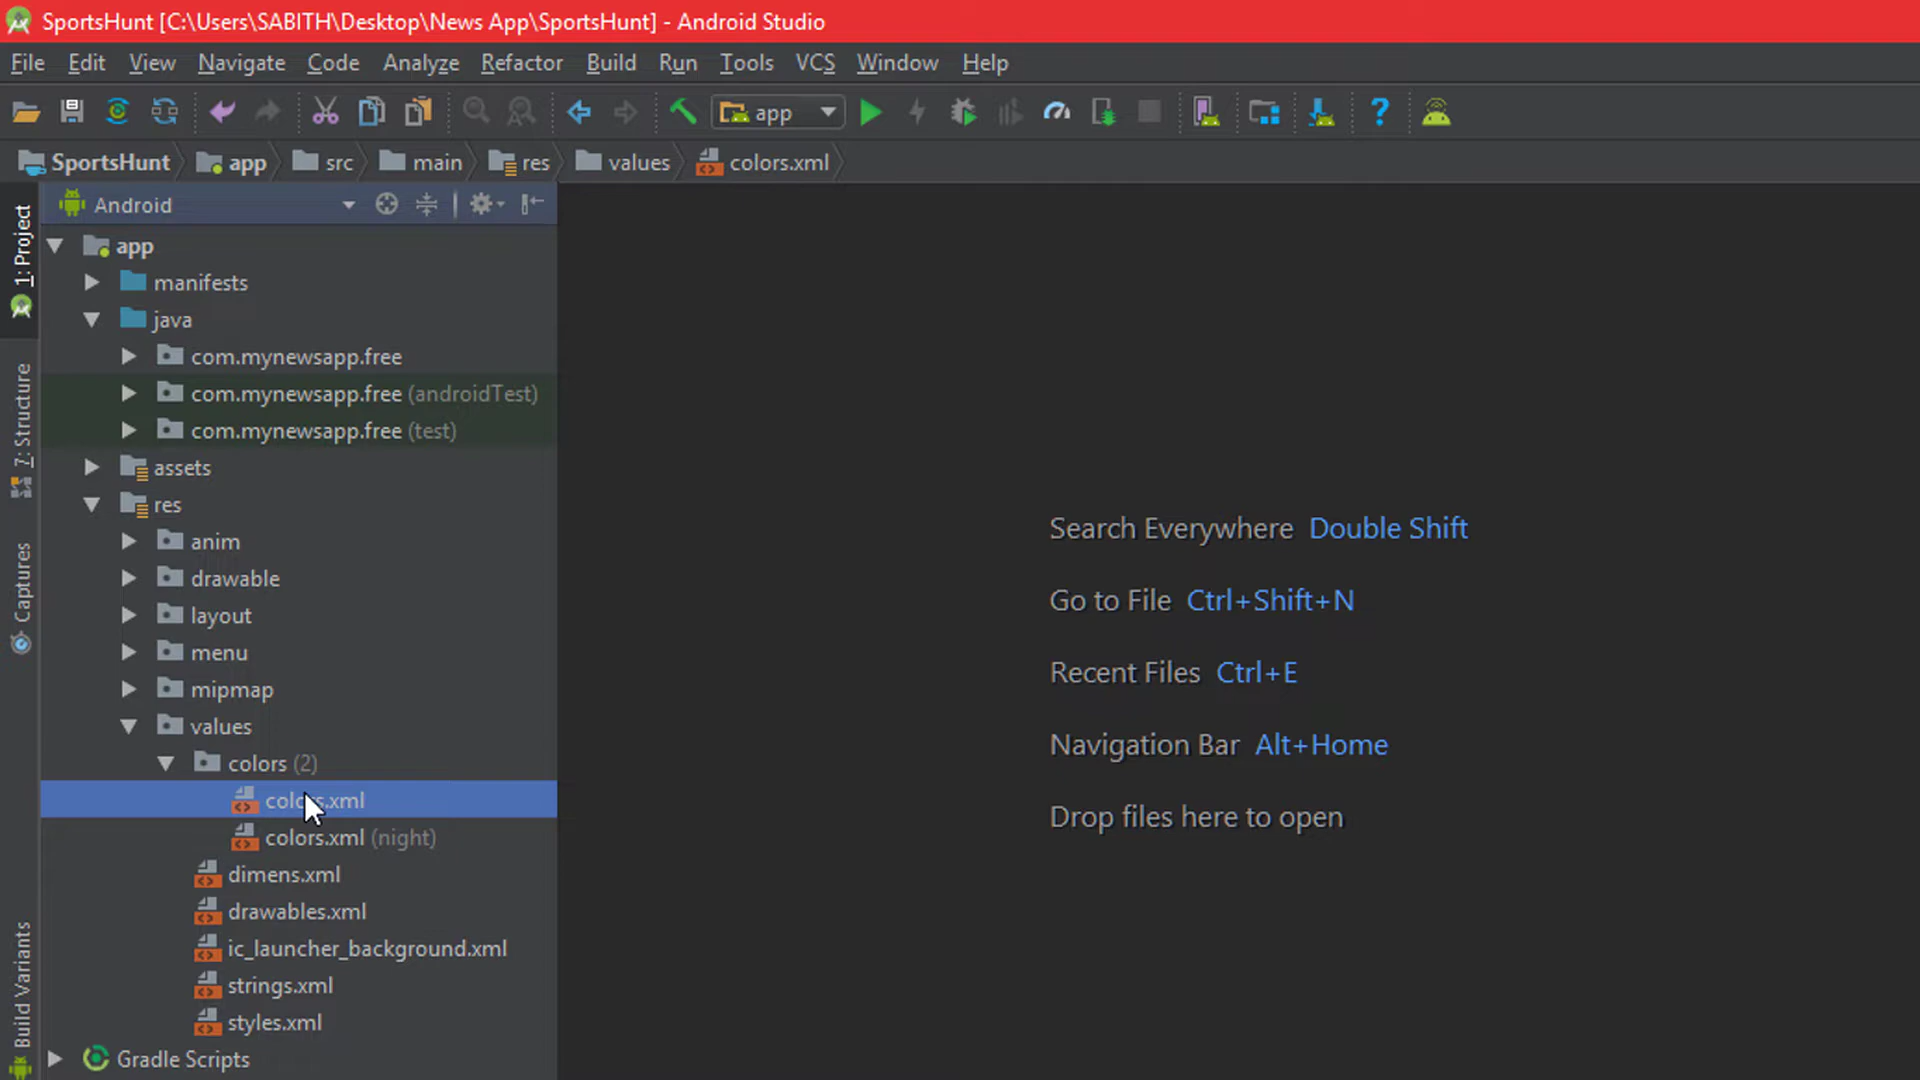 SportsHunt [C:\Users\SABITH\Desktop\News App\SportsHunt] - Android Studio
File Edit View Navigate Code Analyze Refactor Build Run Tools VCS Window Help
app
SportsHunt app src main res values colors.xml
Android
1: Project
7: Structure
Captures
Build Variants
app
manifests
java
com.mynewsapp.free
com.mynewsapp.free (androidTest)
com.mynewsapp.free (test)
assets
res
anim
drawable
layout
menu
mipmap
values
colors (2)
colors.xml
colors.xml (night)
dimens.xml
drawables.xml
ic_launcher_background.xml
strings.xml
styles.xml
Gradle Scripts
Search Everywhere Double Shift
Go to File Ctrl+Shift+N
Recent Files Ctrl+E
Navigation Bar Alt+Home
Drop files here to open